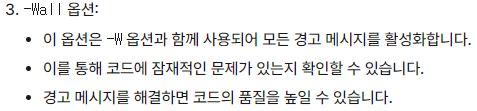 3. -Wall 옵션:
• 이 옵션은 -W 옵션과 함께 사용되어 모든 경고 메시지를 활성화합니다.
• 이를 통해 코드에 잠재적인 문제가 있는지 확인할 수 있습니다.
• 경고 메시지를 해결하면 코드의 품질을 높일 수 있습니다.